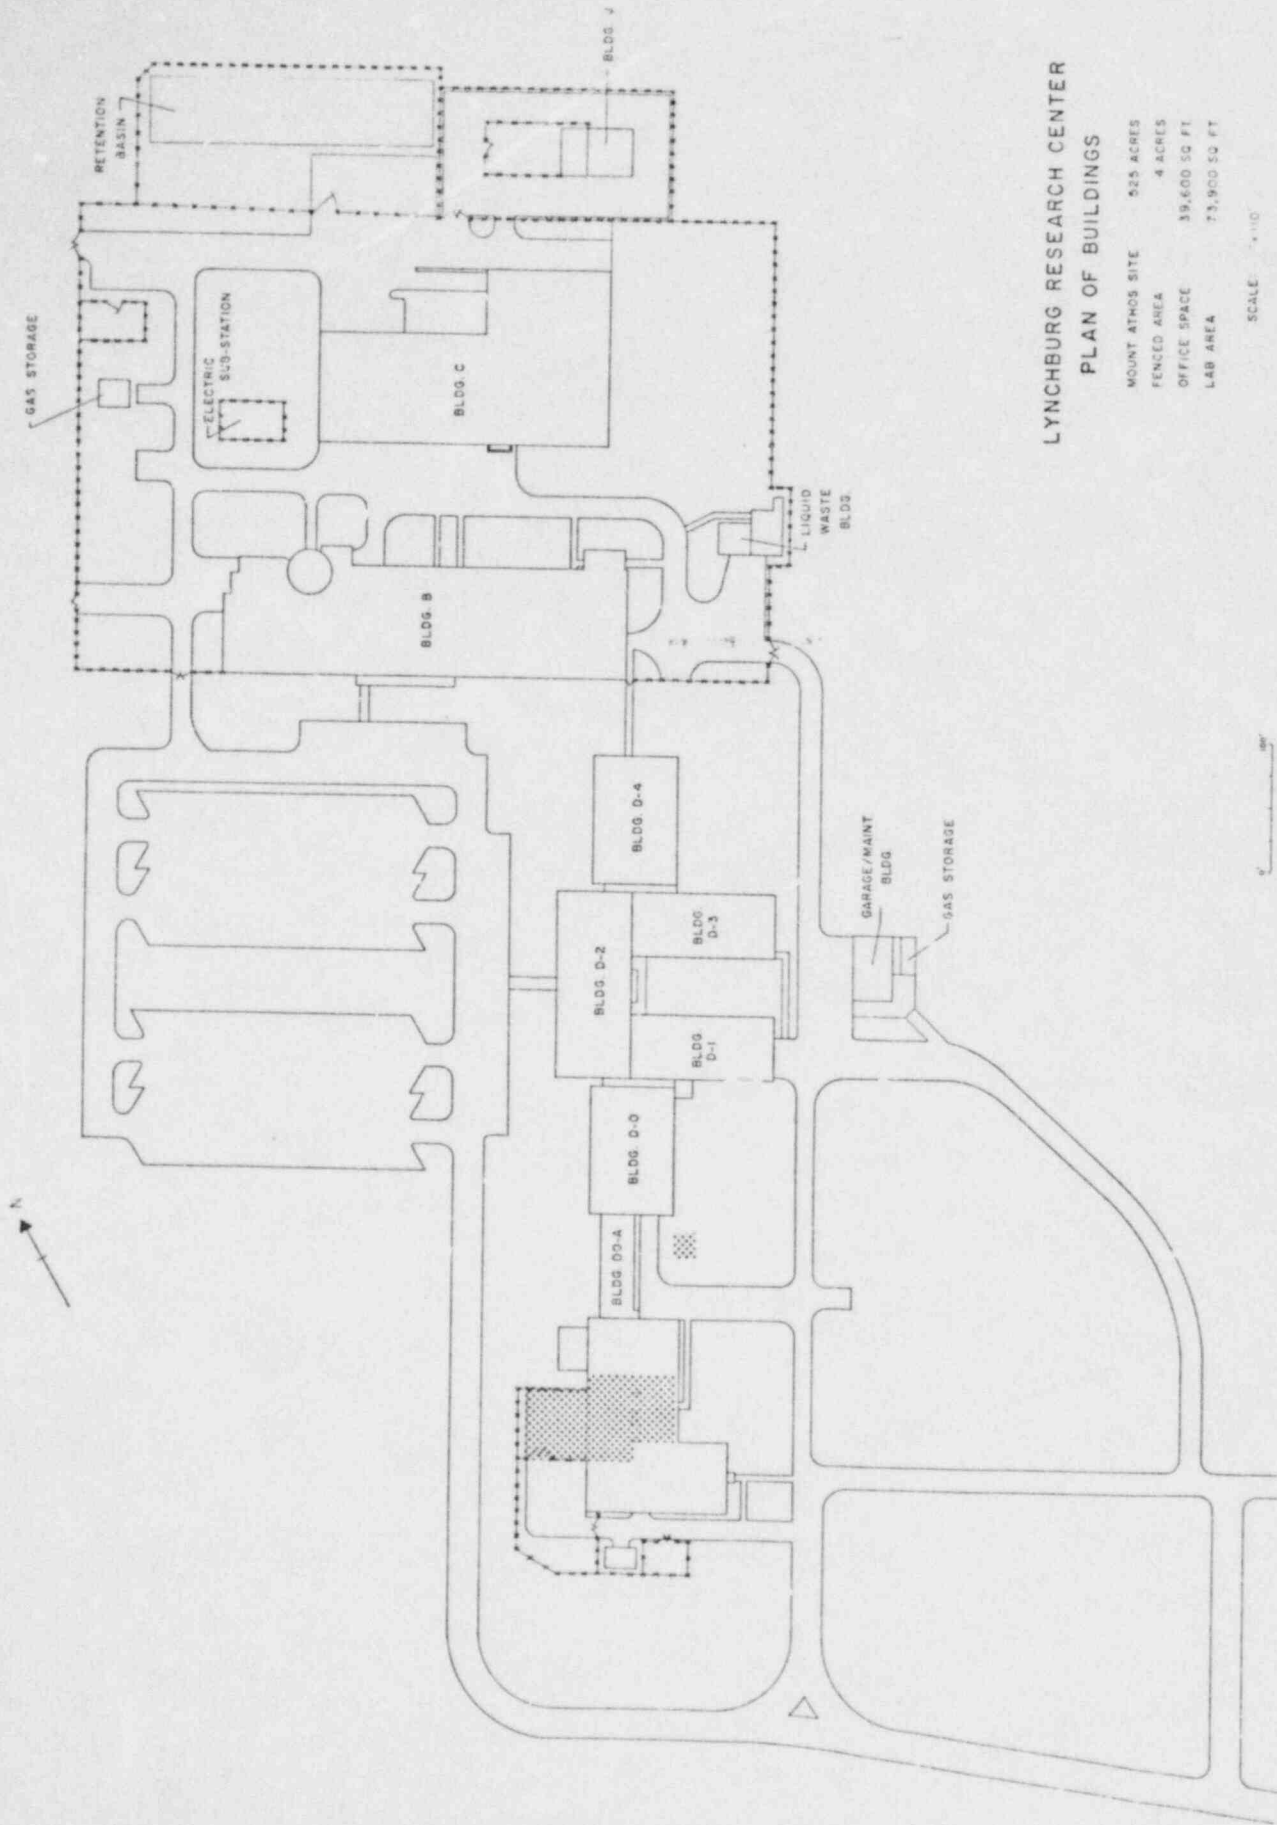 LYNCHBURG RESEARCH CENTER
PLAN OF BUILDINGS
MOUNT ATHOS SITE 525 ACRES
FENCED AREA 4 ACRES
OFFICE SPACE 39,600 SQ FT.
LAB AREA 73,900 SQ FT
SCALE
GAS STORAGE
RETENTION
BASIN
BLDG J
ELECTRIC
SUB-STATION
BLDG. C
BLDG. B
LIQUID
WASTE
BLDG.
BLDG. D-4
BLDG. D-2
BLDG
D-3
BLDG.
D-1
GARAGE/MAINT
BLDG
GAS STORAGE
BLDG. D-0
BLDG DO-A
N
0'